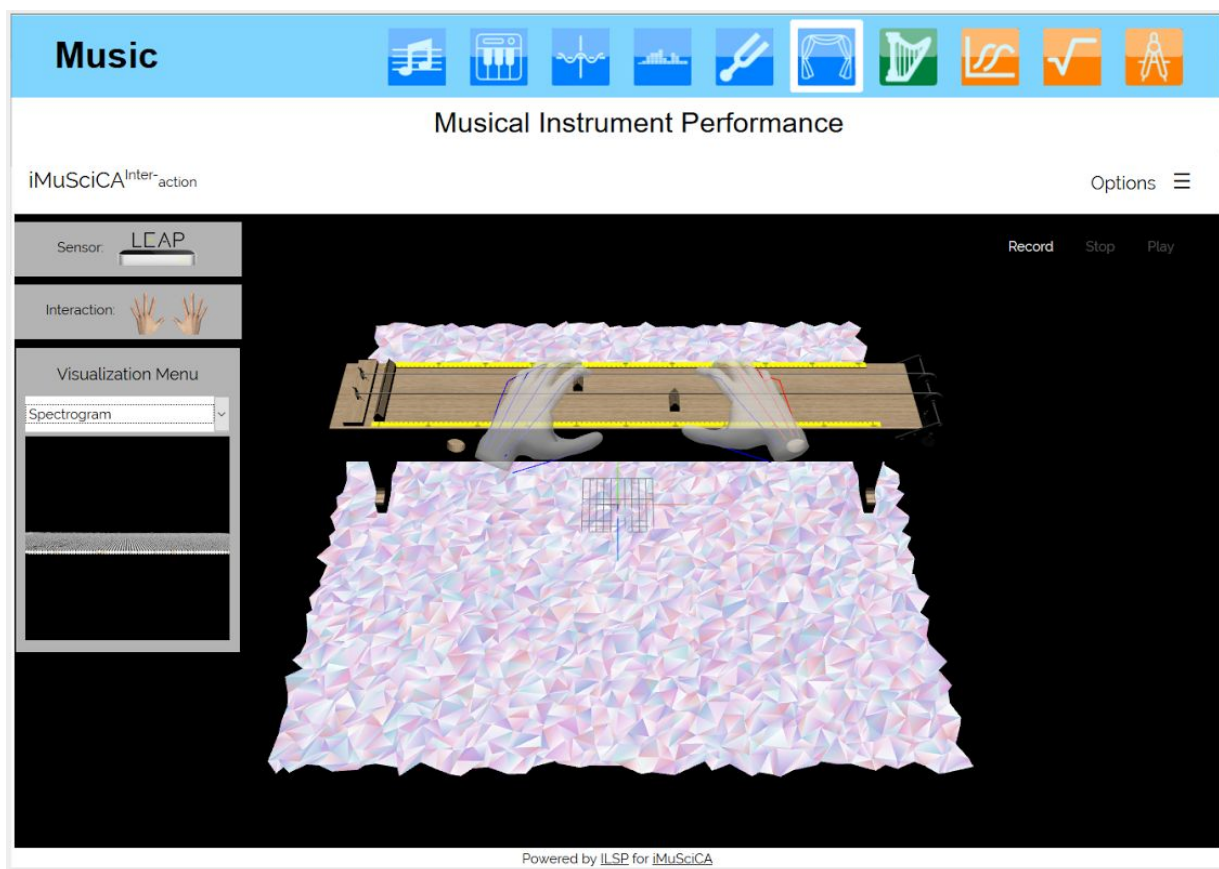 Music
Musical Instrument Performance
iMuSciCA Inter-action
Options
Sensor: LEAP
Record Stop Play
Interaction:
Visualization Menu
Spectrogram
Powered by ILSP for iMuSciCA